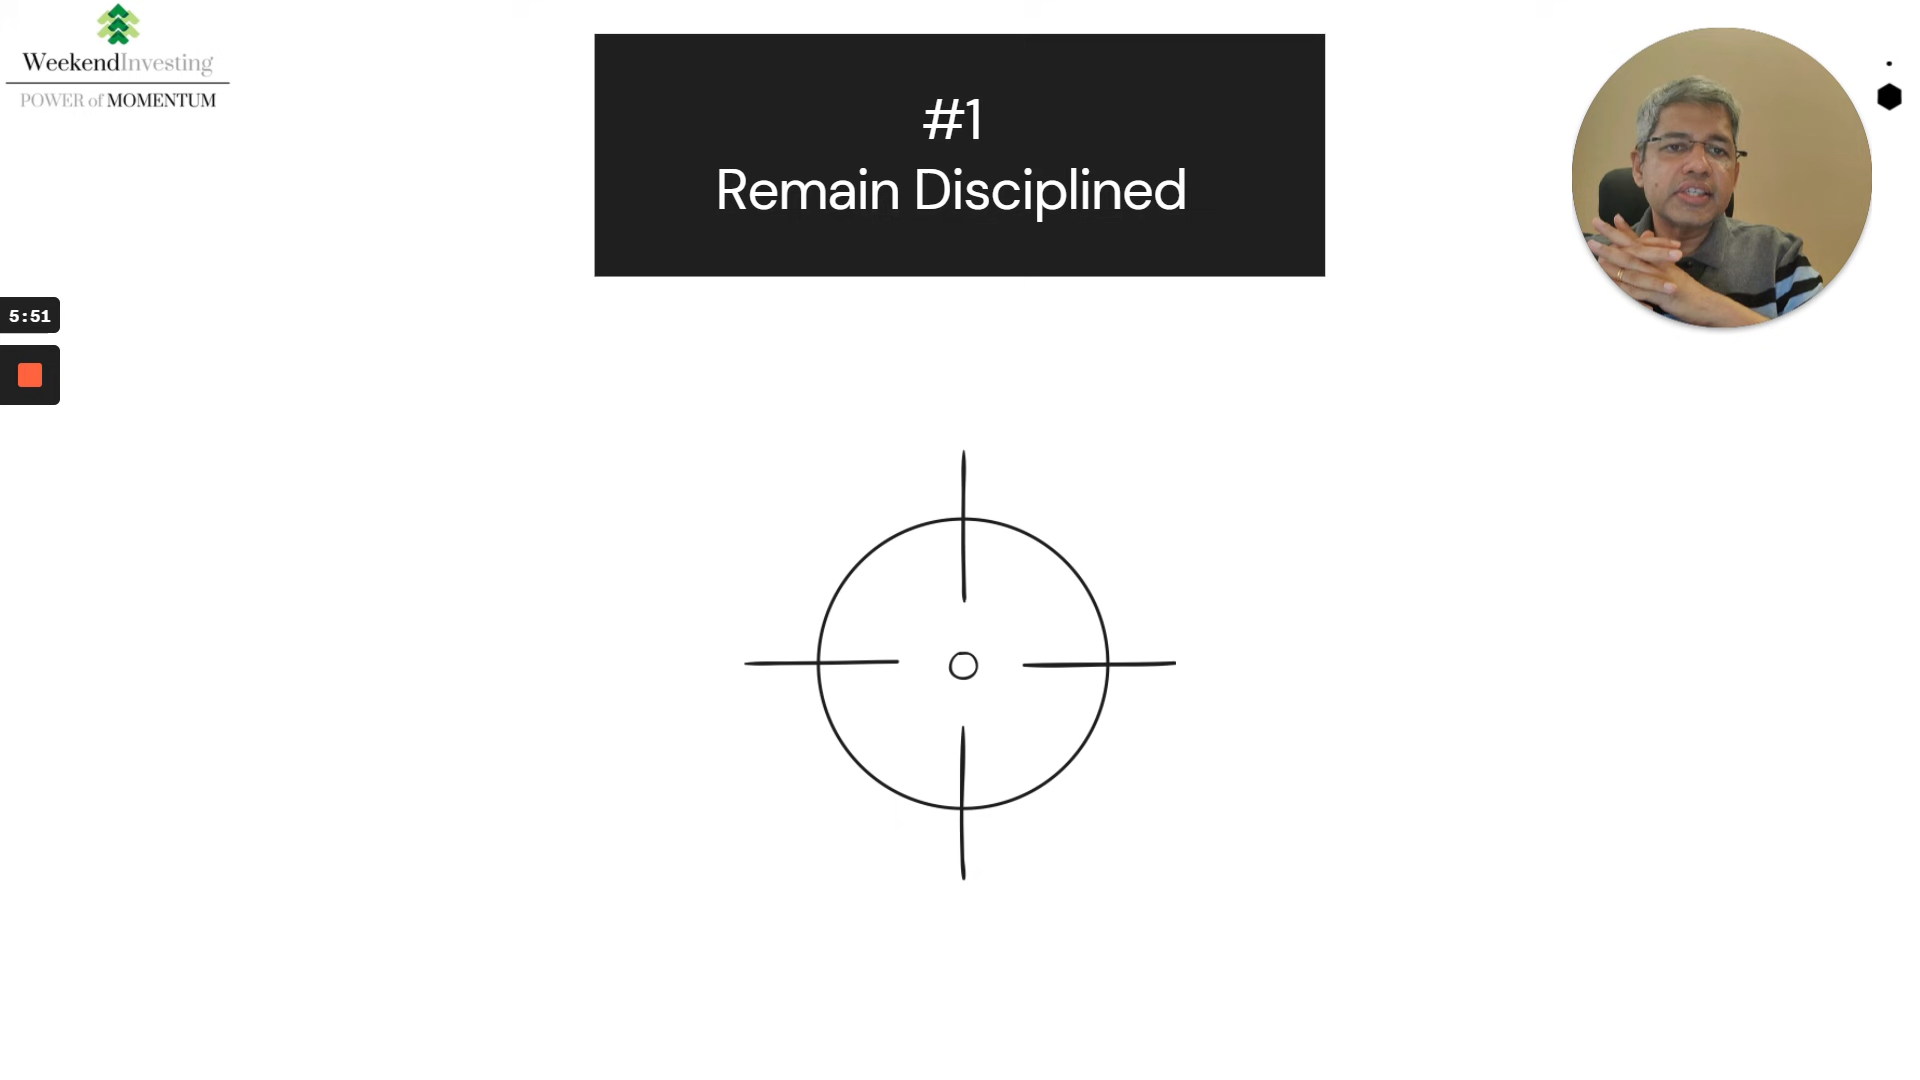 WeekendInvesting
POWER of MOMENTUM
#1
Remain Disciplined
5:51